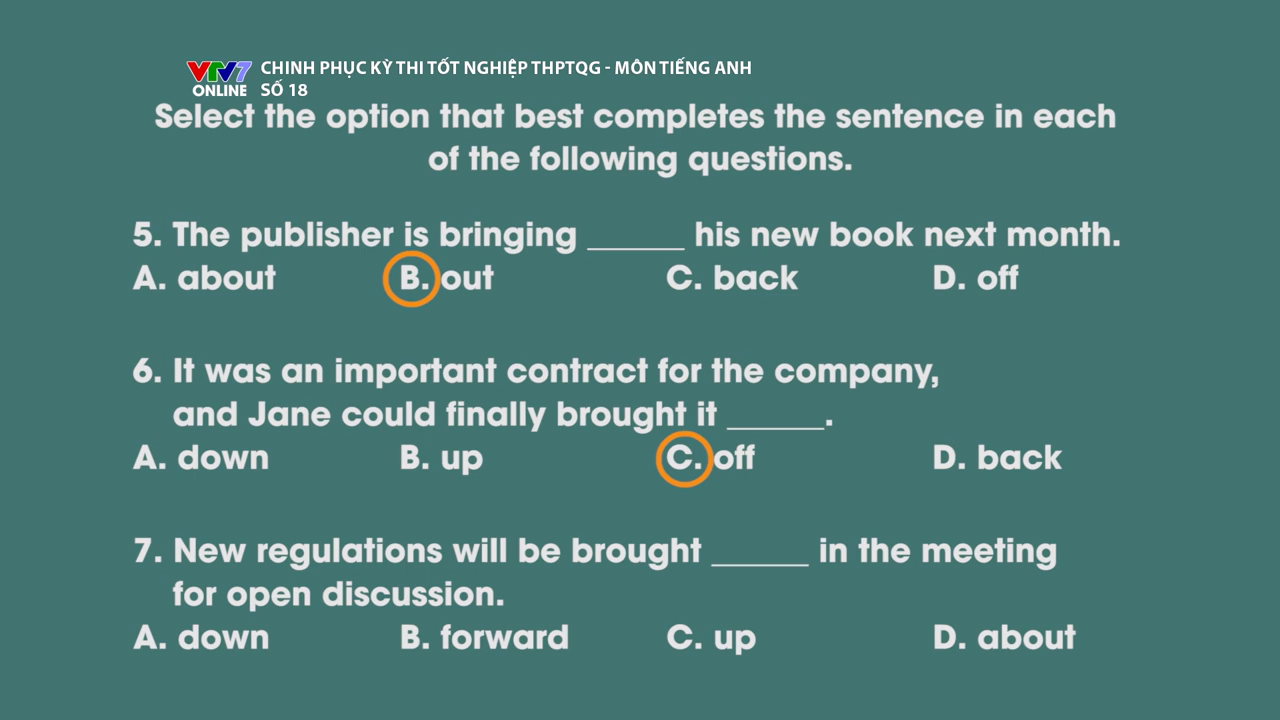 VTV7 CHINH PHỤC KỲ THI TỐT NGHIỆP THPTQG - MÔN TIẾNG ANH
ONLINE SỐ 18
Select the option that best completes the sentence in each
of the following questions.
5. The publisher is bringing ______ his new book next month.
A. about B. out C. back D. off
6. It was an important contract for the company,
and Jane could finally brought it ______.
A. down B. up C. off D. back
7. New regulations will be brought ______ in the meeting
for open discussion.
A. down B. forward C. up D. about